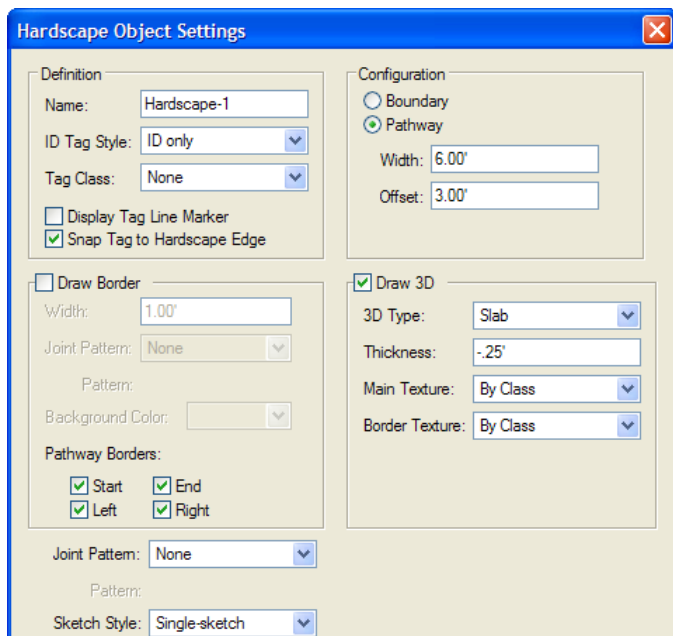 Hardscape Object Settings
Definition
Name: Hardscape-1
ID Tag Style: ID only
Tag Class: None
Display Tag Line Marker
Snap Tag to Hardscape Edge
Configuration
Boundary
Pathway
Width: 6.00'
Offset: 3.00'
Draw Border
Width: 1.00'
Joint Pattern: None
Pattern:
Background Color:
Pathway Borders:
Start End
Left Right
Draw 3D
3D Type: Slab
Thickness: -.25'
Main Texture: By Class
Border Texture: By Class
Joint Pattern: None
Pattern:
Sketch Style: Single-sketch